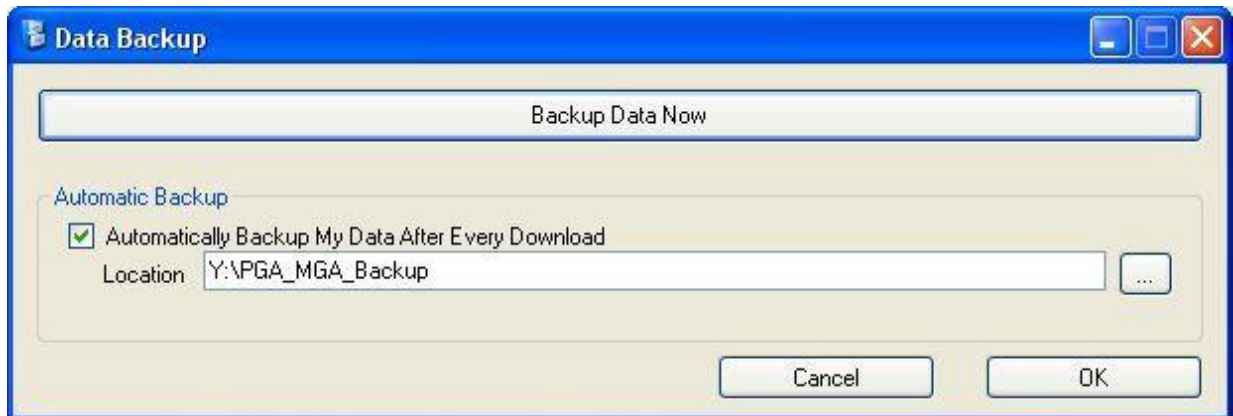 Data Backup
Backup Data Now
Automatic Backup
Automatically Backup My Data After Every Download
Location Y:\PGA_MGA_Backup ...
Cancel OK